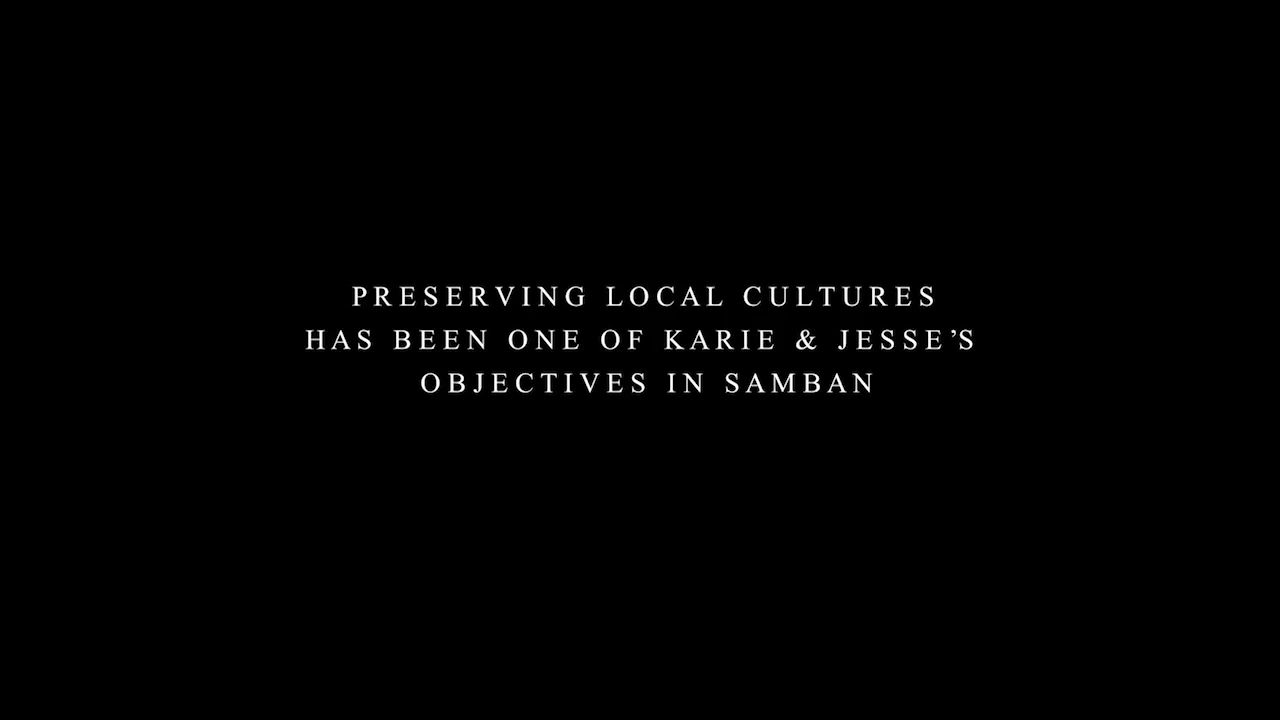 PRESERVING LOCAL CULTURES
HAS BEEN ONE OF KARIE & JESSE’S
OBJECTIVES IN SAMBAN